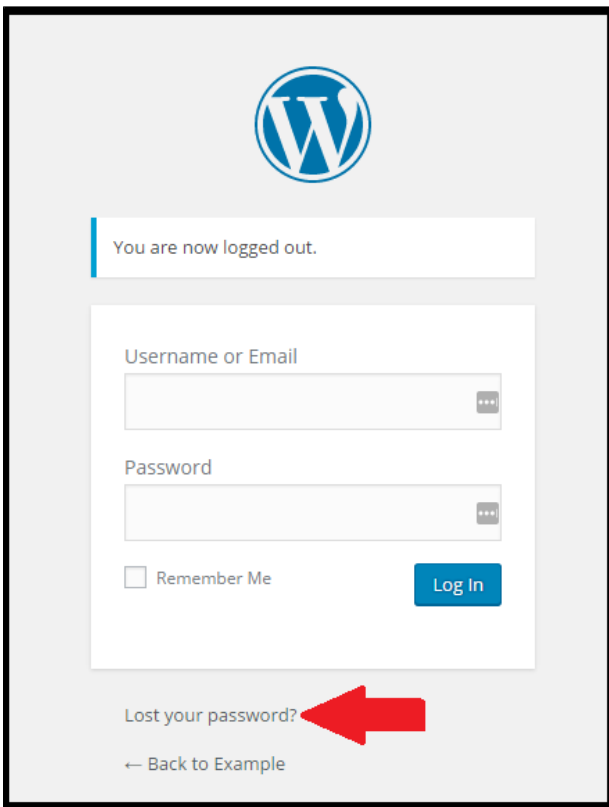 You are now logged out.
Username or Email
Password
Remember Me
Log In
Lost your password?
← Back to Example